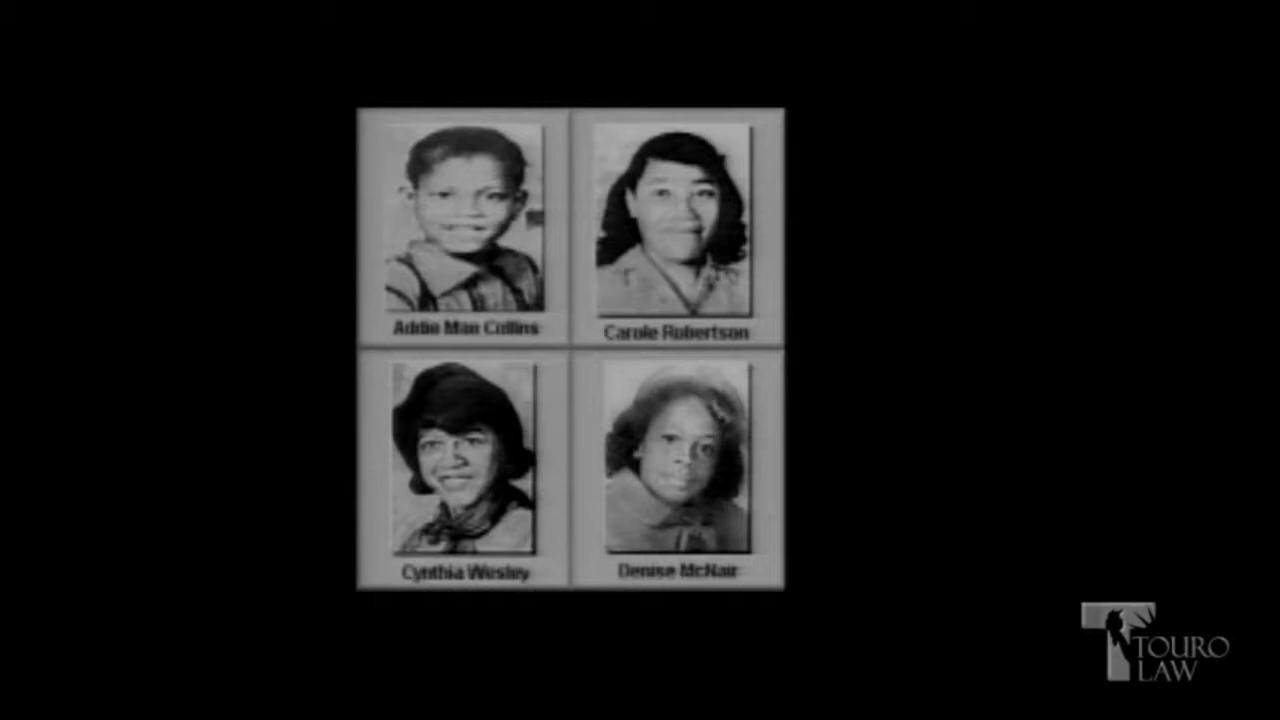 Addie Mae Collins
Carole Robertson
Cynthia Wesley
Denise McNair
TOURO
LAW